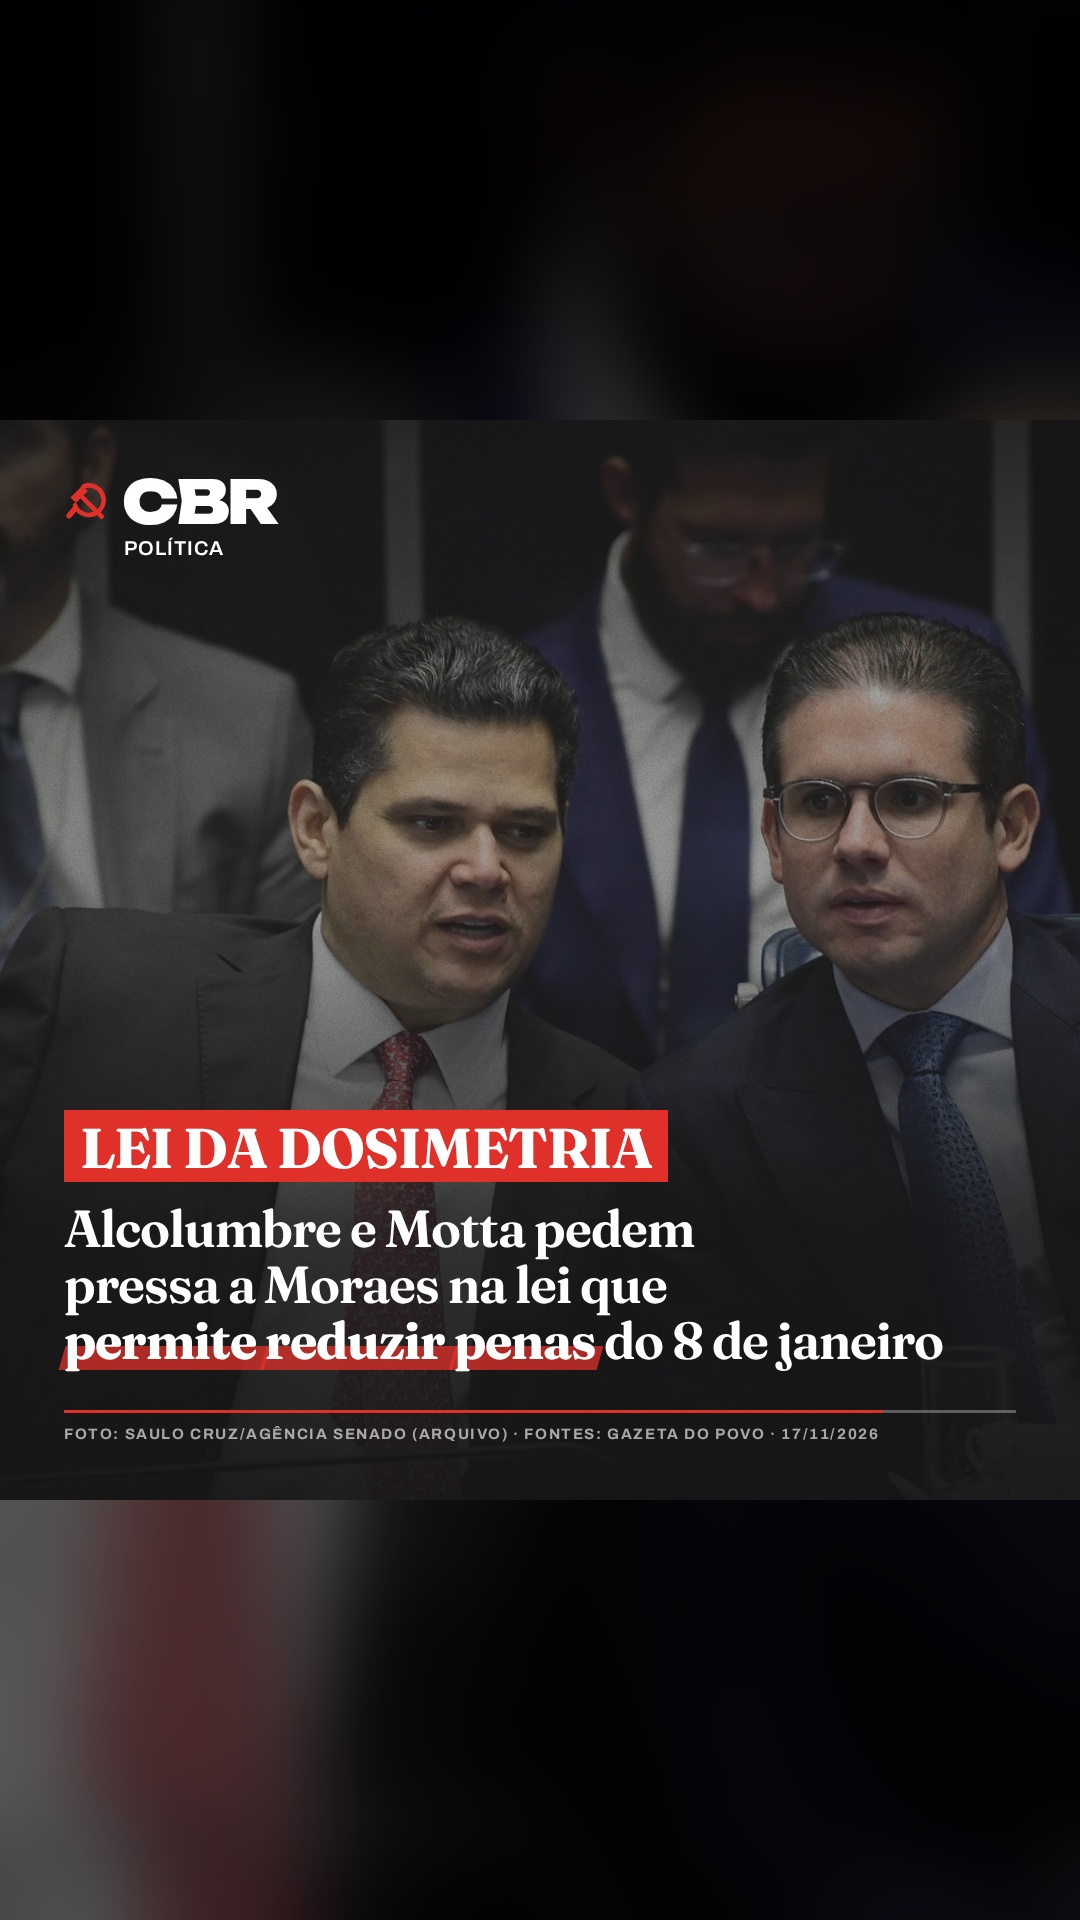 CBR
POLÍTICA
LEI DA DOSIMETRIA
Alcolumbre e Motta pedem
pressa a Moraes na lei que
permite reduzir penas do 8 de janeiro
FOTO: SAULO CRUZ/AGÊNCIA SENADO (ARQUIVO) · FONTES: GAZETA DO POVO · 17/11/2026